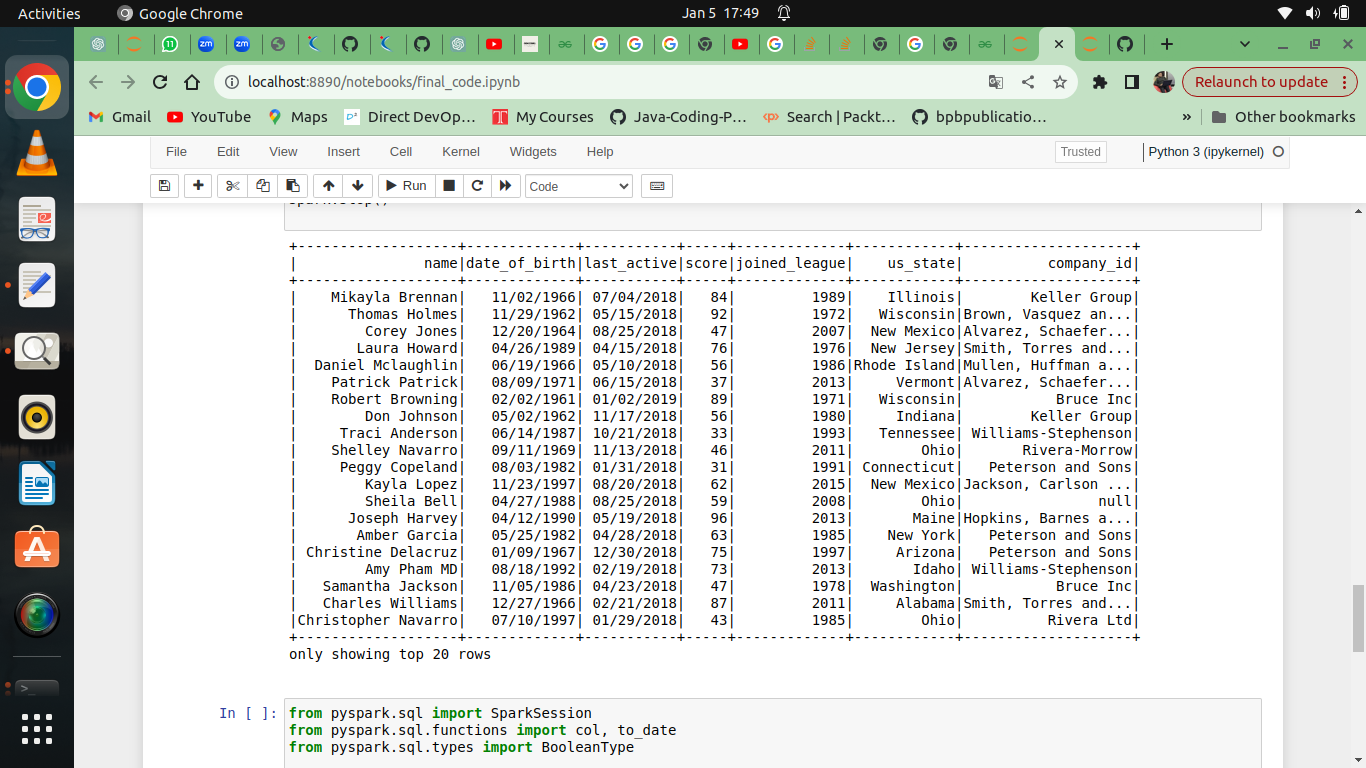 Activities Google Chrome Jan 5 17:49
localhost:8890/notebooks/final_code.ipynb Relaunch to update
Gmail YouTube Maps Direct DevOp… My Courses Java-Coding-P… Search | Packt… bpbpublicatio… » Other bookmarks
File Edit View Insert Cell Kernel Widgets Help Trusted Python 3 (ipykernel)
Run Code
+-------------------+-------------+-----------+-----+-------------+------------+--------------------+
|               name|date_of_birth|last_active|score|joined_league|    us_state|          company_id|
+-------------------+-------------+-----------+-----+-------------+------------+--------------------+
|    Mikayla Brennan|   11/02/1966| 07/04/2018|   84|         1989|    Illinois|        Keller Group|
|      Thomas Holmes|   11/29/1962| 05/15/2018|   92|         1972|   Wisconsin|Brown, Vasquez an...|
|        Corey Jones|   12/20/1964| 08/25/2018|   47|         2007|  New Mexico|Alvarez, Schaefer...|
|       Laura Howard|   04/26/1989| 04/15/2018|   76|         1976|  New Jersey|Smith, Torres and...|
|  Daniel Mclaughlin|   06/19/1966| 05/10/2018|   56|         1986|Rhode Island|Mullen, Huffman a...|
|    Patrick Patrick|   08/09/1971| 06/15/2018|   37|         2013|     Vermont|Alvarez, Schaefer...|
|    Robert Browning|   02/02/1961| 01/02/2019|   89|         1971|   Wisconsin|           Bruce Inc|
|        Don Johnson|   05/02/1962| 11/17/2018|   56|         1980|     Indiana|        Keller Group|
|     Traci Anderson|   06/14/1987| 10/21/2018|   33|         1993|   Tennessee| Williams-Stephenson|
|    Shelley Navarro|   09/11/1969| 11/13/2018|   46|         2011|        Ohio|       Rivera-Morrow|
|     Peggy Copeland|   08/03/1982| 01/31/2018|   31|         1991| Connecticut|   Peterson and Sons|
|        Kayla Lopez|   11/23/1997| 08/20/2018|   62|         2015|  New Mexico|Jackson, Carlson ...|
|        Sheila Bell|   04/27/1988| 08/25/2018|   59|         2008|        Ohio|                null|
|      Joseph Harvey|   04/12/1990| 05/19/2018|   96|         2013|       Maine|Hopkins, Barnes a...|
|       Amber Garcia|   05/25/1982| 04/28/2018|   63|         1985|    New York|   Peterson and Sons|
| Christine Delacruz|   01/09/1967| 12/30/2018|   75|         1997|     Arizona|   Peterson and Sons|
|        Amy Pham MD|   08/18/1992| 02/19/2018|   73|         2013|       Idaho| Williams-Stephenson|
|   Samantha Jackson|   11/05/1986| 04/23/2018|   47|         1978|  Washington|           Bruce Inc|
|   Charles Williams|   12/27/1966| 02/21/2018|   87|         2011|     Alabama|Smith, Torres and...|
|Christopher Navarro|   07/10/1997| 01/29/2018|   43|         1985|        Ohio|          Rivera Ltd|
+-------------------+-------------+-----------+-----+-------------+------------+--------------------+
only showing top 20 rows
In [ ]: from pyspark.sql import SparkSession
from pyspark.sql.functions import col, to_date
from pyspark.sql.types import BooleanType